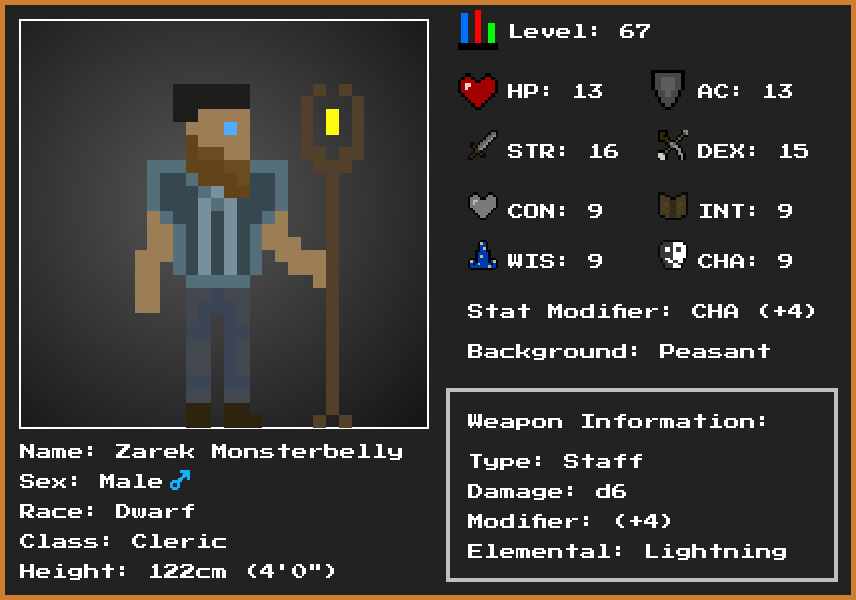 Level: 67
HP: 13 AC: 13
STR: 16 DEX: 15
CON: 9 INT: 9
WIS: 9 CHA: 9
Stat Modifier: CHA (+4)
Background: Peasant
Weapon Information:
Type: Staff
Damage: d6
Modifier: (+4)
Elemental: Lightning
Name: Zarek Monsterbelly
Sex: Male♂
Race: Dwarf
Class: Cleric
Height: 122cm (4'0")